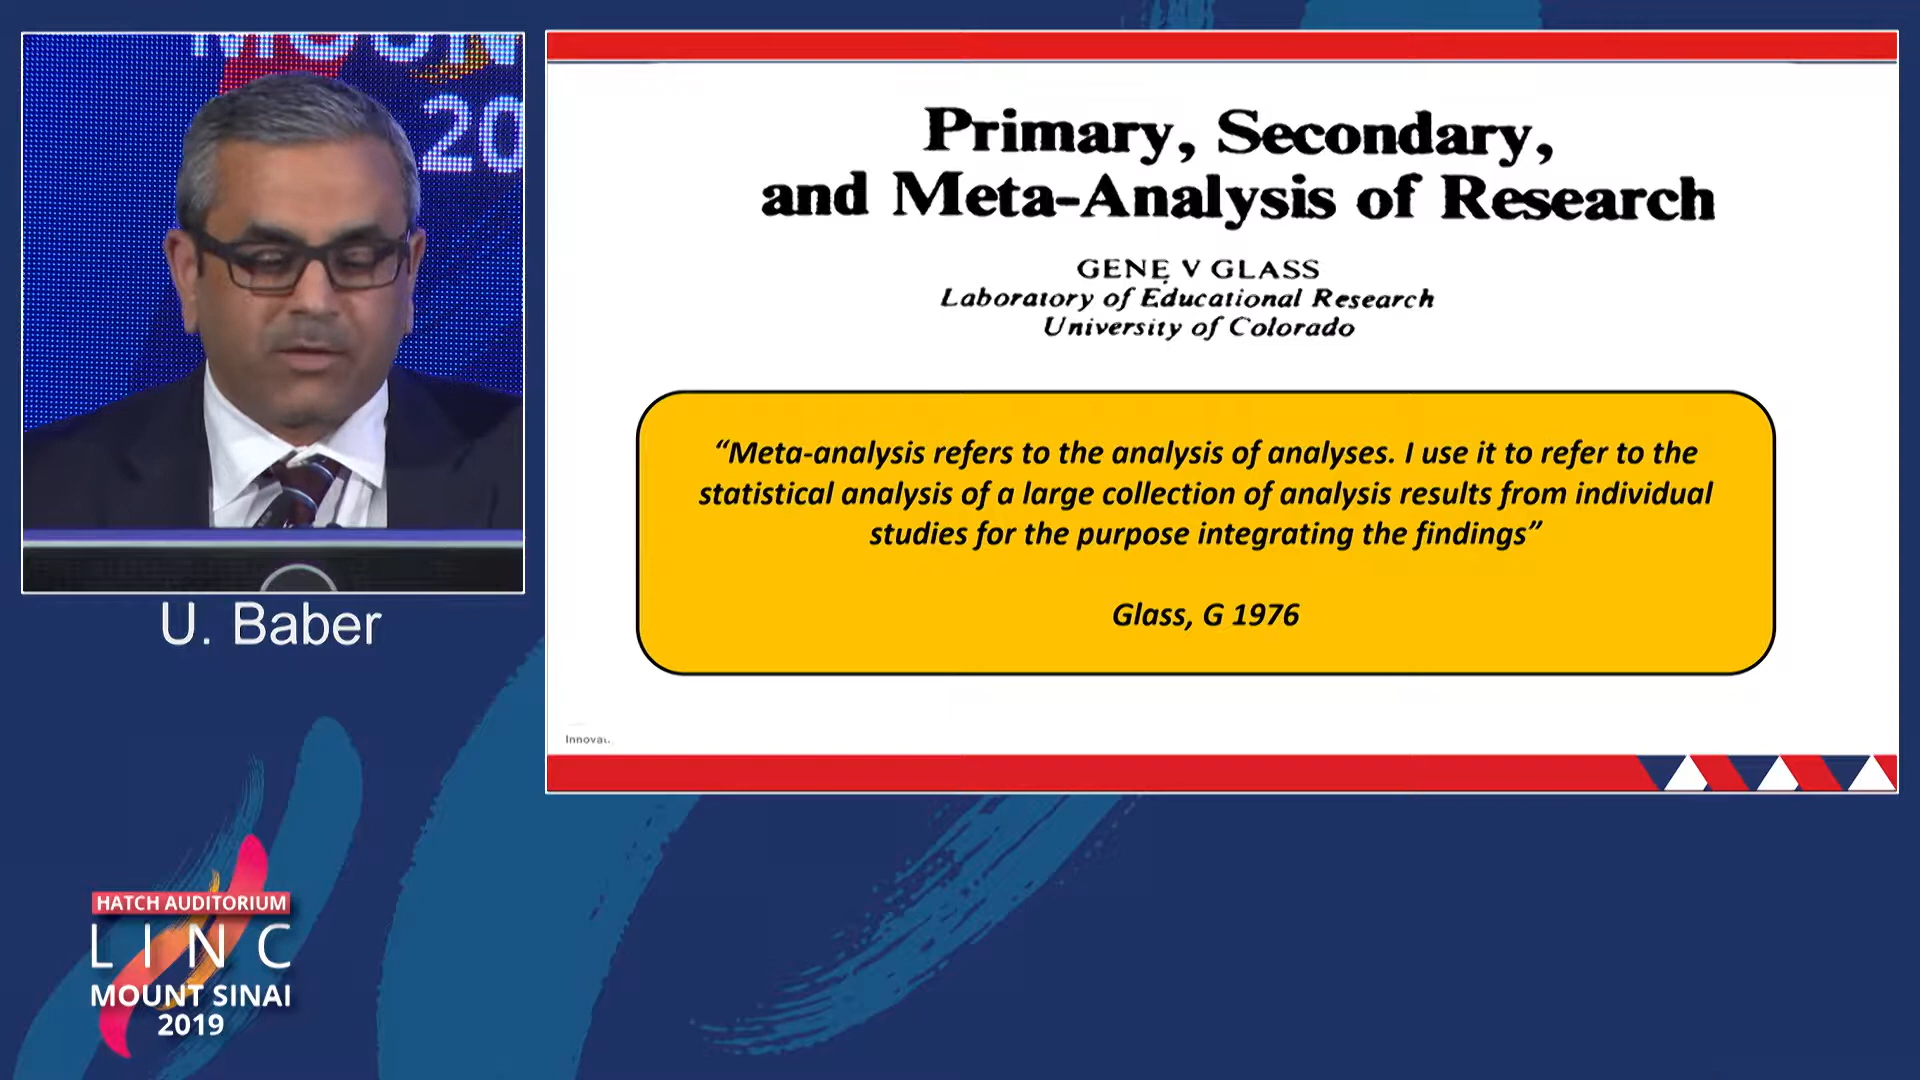 20
Primary, Secondary,
and Meta-Analysis of Research
GENE V GLASS
Laboratory of Educational Research
University of Colorado
“Meta-analysis refers to the analysis of analyses. I use it to refer to the
statistical analysis of a large collection of analysis results from individual
studies for the purpose integrating the findings”
Glass, G 1976
U. Baber
HATCH AUDITORIUM
LINC
MOUNT SINAI
2019